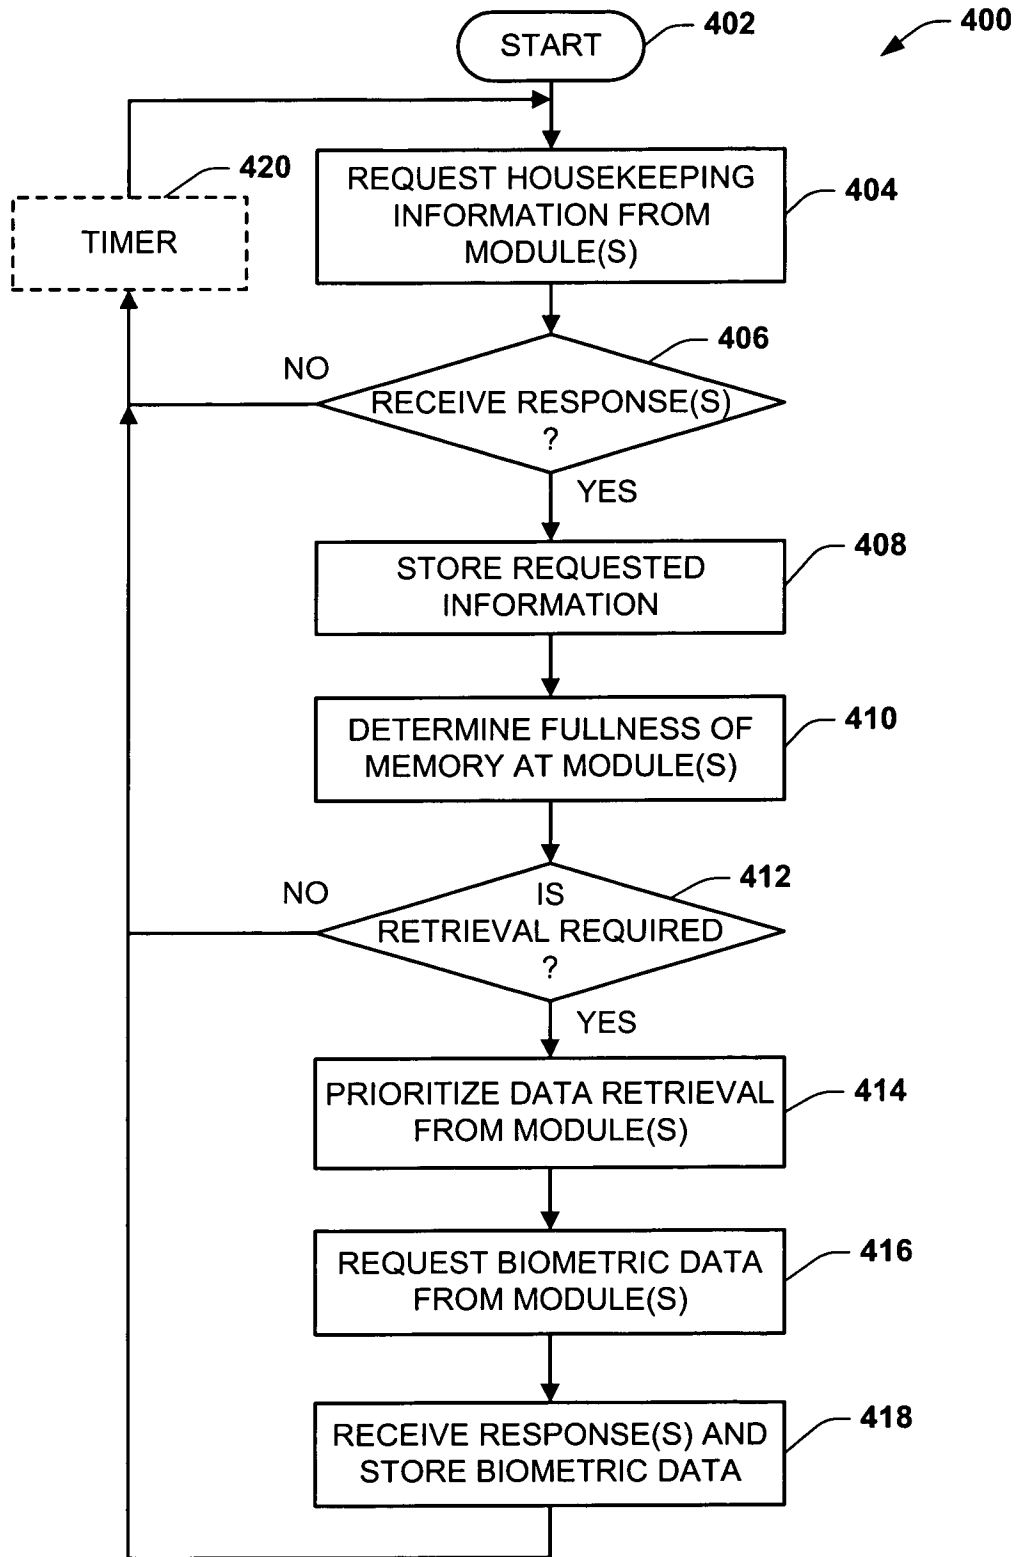 START
402
400
REQUEST HOUSEKEEPING
INFORMATION FROM
MODULE(S)
404
420
TIMER
406
NO
RECEIVE RESPONSE(S)
?
YES
408
STORE REQUESTED
INFORMATION
410
DETERMINE FULLNESS OF
MEMORY AT MODULE(S)
412
NO
IS
RETRIEVAL REQUIRED
?
YES
414
PRIORITIZE DATA RETRIEVAL
FROM MODULE(S)
416
REQUEST BIOMETRIC DATA
FROM MODULE(S)
418
RECEIVE RESPONSE(S) AND
STORE BIOMETRIC DATA